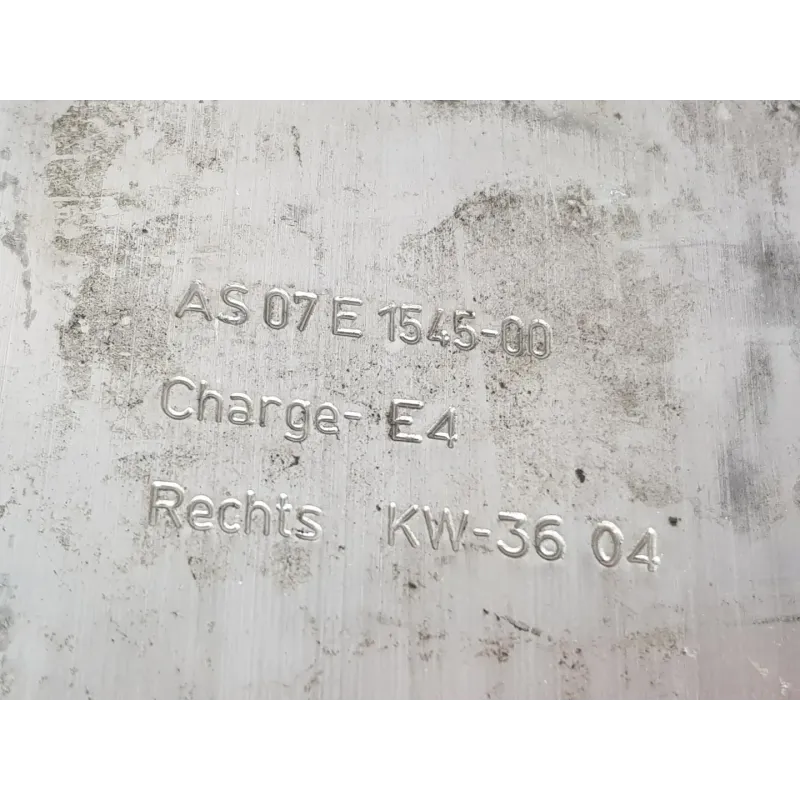 AS 07 E 1545-00
Charge- E4
Rechts KW-36 04